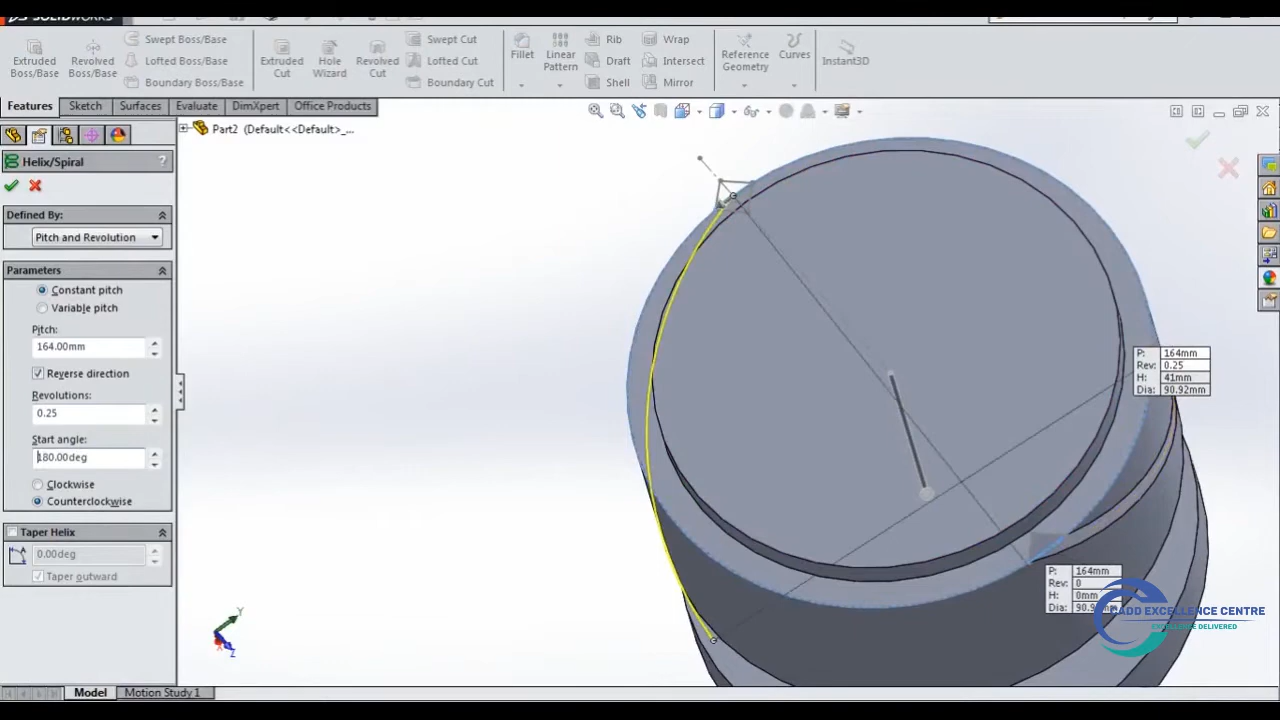 SOLIDWORKS
Extruded Boss/Base
Revolved Boss/Base
Swept Boss/Base
Lofted Boss/Base
Boundary Boss/Base
Extruded Cut
Hole Wizard
Revolved Cut
Swept Cut
Lofted Cut
Boundary Cut
Fillet
Linear Pattern
Rib
Draft
Shell
Wrap
Intersect
Mirror
Reference Geometry
Curves
Instant3D
Features
Sketch
Surfaces
Evaluate
DimXpert
Office Products
Part2 (Default<<Default>_...
Helix/Spiral
?
Defined By:
Pitch and Revolution
Parameters
Constant pitch
Variable pitch
Pitch:
164.00mm
Reverse direction
Revolutions:
0.25
Start angle:
180.00deg
Clockwise
Counterclockwise
Taper Helix
0.00deg
Taper outward
P: 164mm
Rev: 0.25
H: 41mm
Dia: 90.92mm
P: 164mm
Rev: 0
H: 0mm
Dia:
CADD EXCELLENCE CENTRE
EXCELLENCE DELIVERED
Y
Z
Model
Motion Study 1